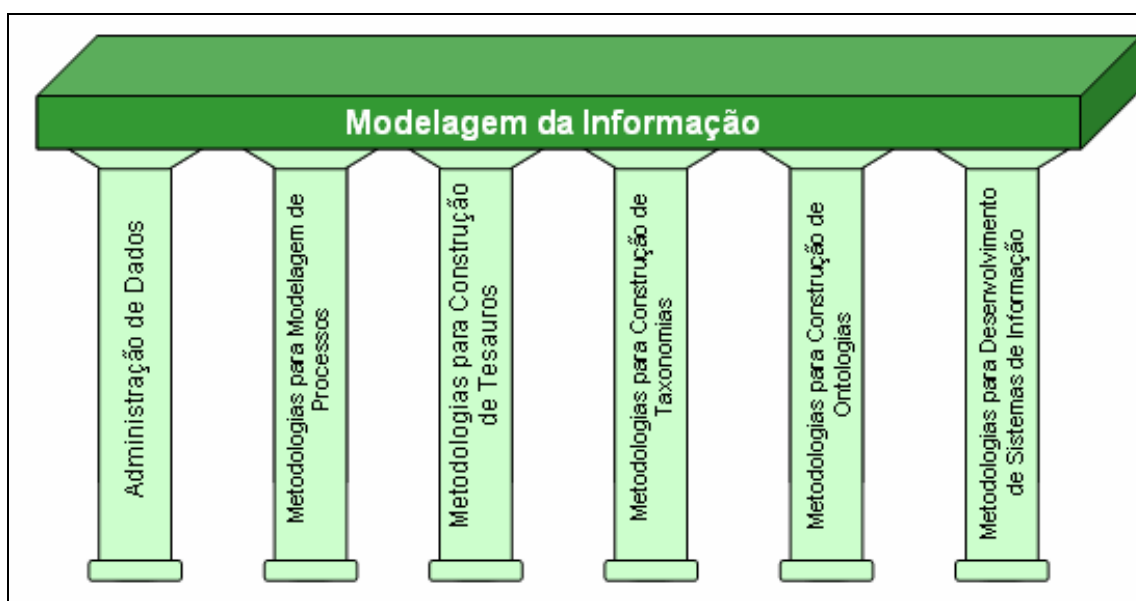 Modelagem da Informação
Administração de Dados
Metodologias para Modelagem de
Processos
Metodologias para Construção
de Tesauros
Metodologias para Construção de
Taxonomias
Metodologias para Construção de
Ontologias
Metodologias para Desenvolvimento
de Sistemas de Informação